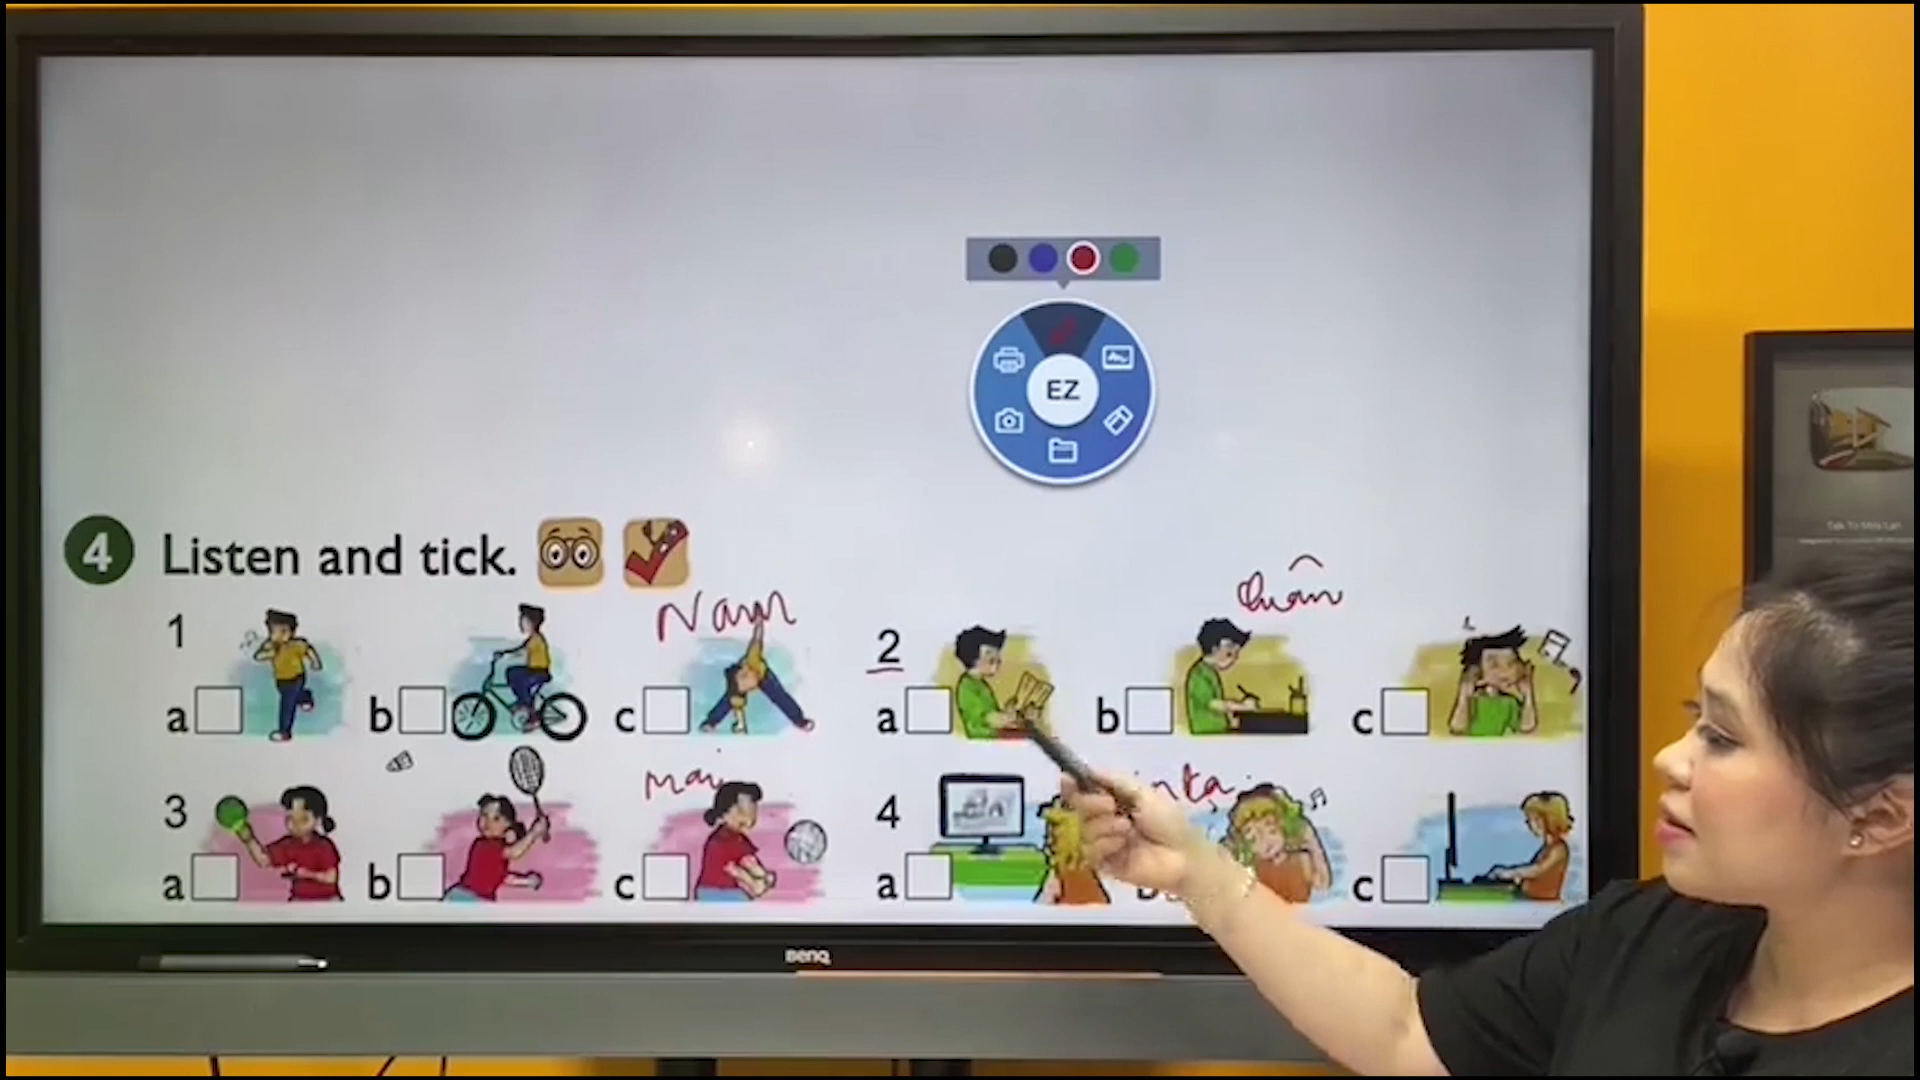 EZ
4 Listen and tick.
1 Nam 2 Quân
a b c a b c
3 mai 4
a b c a b c
BenQ